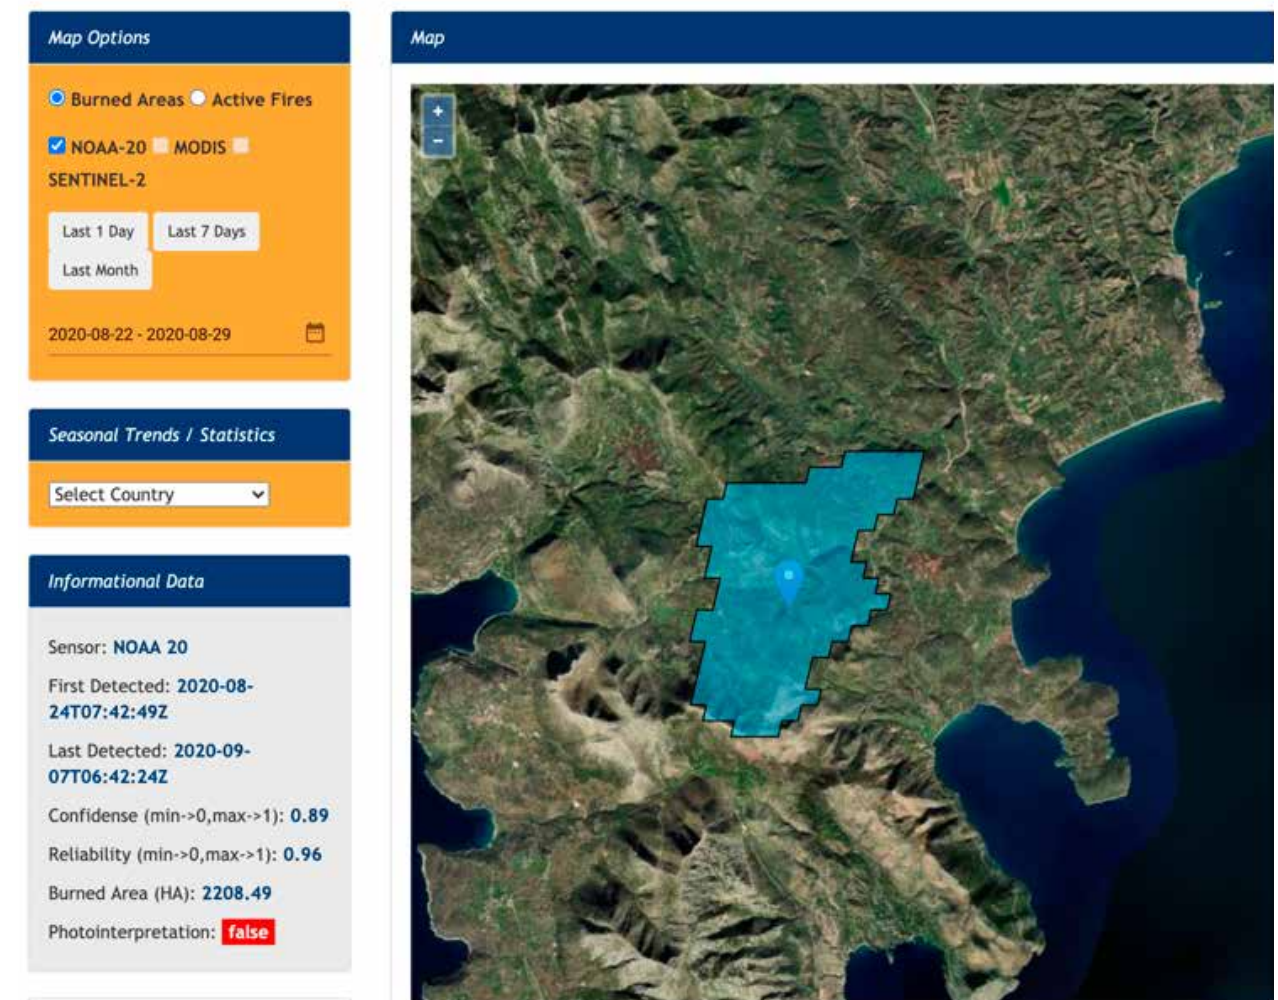 Map Options
Burned Areas Active Fires
NOAA-20 MODIS
SENTINEL-2
Last 1 Day Last 7 Days
Last Month
2020-08-22 - 2020-08-29
Seasonal Trends / Statistics
Select Country
Informational Data
Sensor: NOAA 20
First Detected: 2020-08-
24T07:42:49Z
Last Detected: 2020-09-
07T06:42:24Z
Confidense (min->0,max->1): 0.89
Reliability (min->0,max->1): 0.96
Burned Area (HA): 2208.49
Photointerpretation: false
Map
+
−